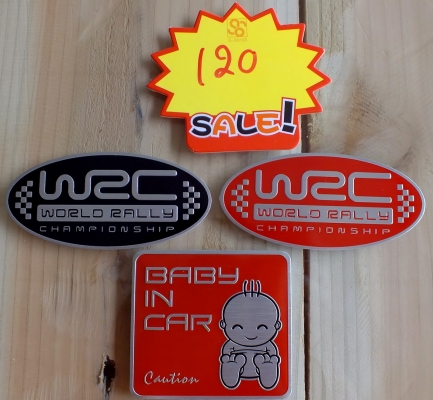 120
SALE!
WRC
WORLD RALLY
CHAMPIONSHIP
WRC
WORLD RALLY
CHAMPIONSHIP
BABY
IN
CAR
Caution